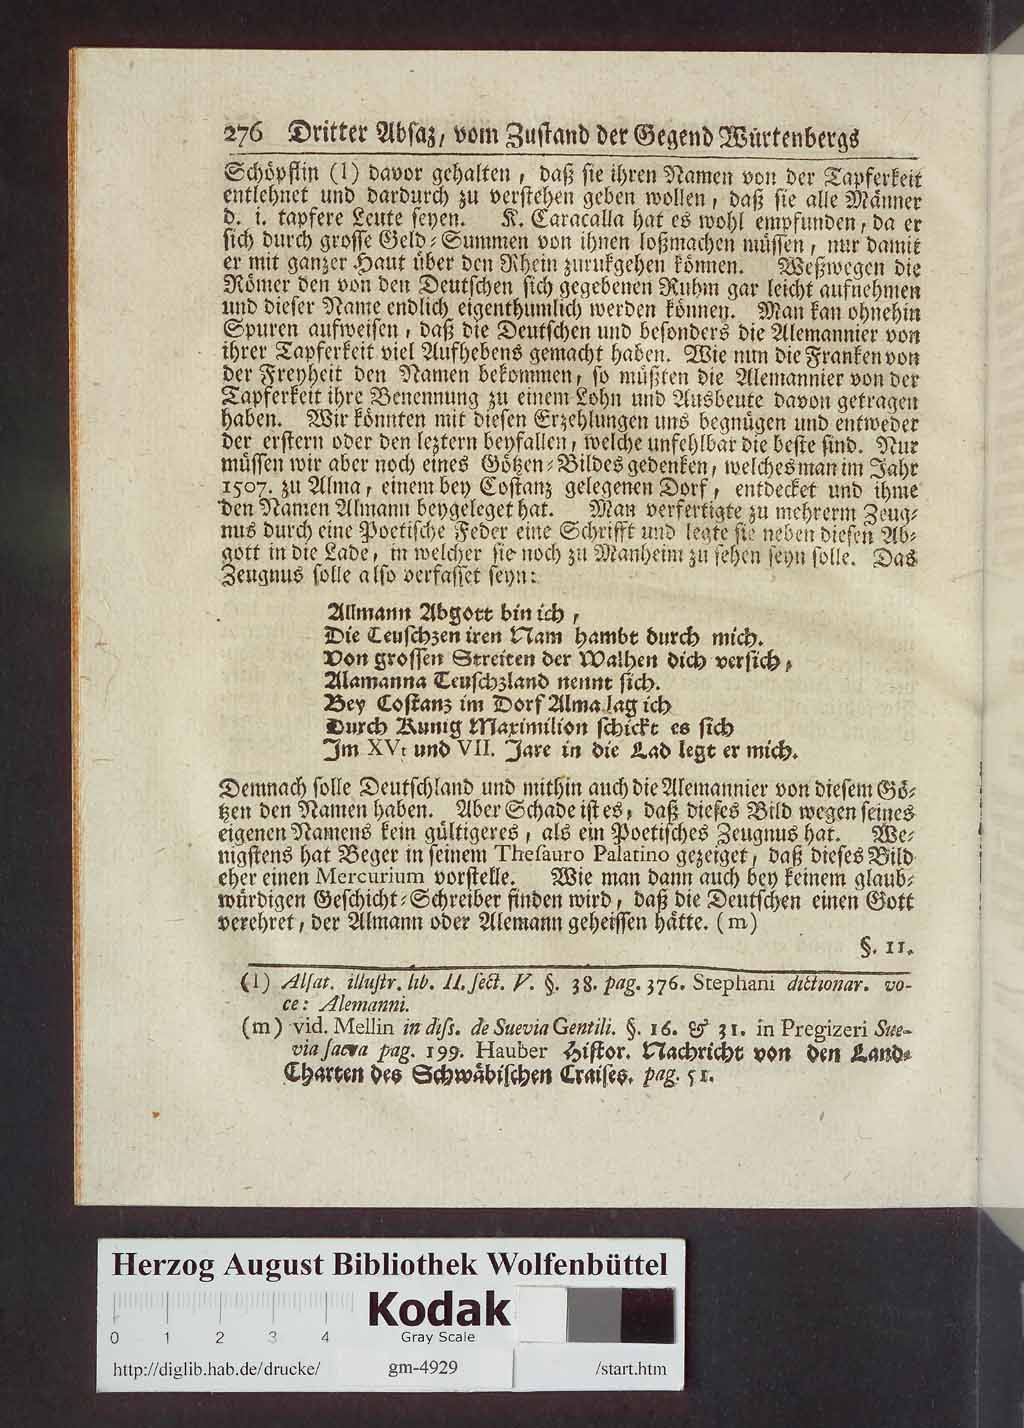 276 Dritter Absaz, vom Zustand der Gegend Würtenbergs
Schöpflin (l) davor gehalten, daß sie ihren Namen von der Tapferkeit
entlehnet und dardurch zu verstehen geben wollen, daß sie alle Männer
d. i. tapfere Leute seyen. K. Caracalla hat es wohl empfunden, da er
sich durch grosse Geld-Summen von ihnen loßmachen müssen, nur damit
er mit ganzer Haut über den Rhein zurukgehen können. Weßwegen die
Römer den von den Deutschen sich gegebenen Ruhm gar leicht aufnehmen
und dieser Name endlich eigenthumlich werden können. Man kan ohnehin
Spuren aufweisen, daß die Deutschen und besonders die Alemannier von
ihrer Tapferkeit viel Aufhebens gemacht haben. Wie nun die Franken von
der Freyheit den Namen bekommen, so müßten die Alemannier von der
Tapferkeit ihre Benennung zu einem Lohn und Ausbeute davon getragen
haben. Wir könnten mit diesen Erzehlungen uns begnügen und entweder
der erstern oder den leztern beyfallen, welche unfehlbar die beste sind. Nur
müssen wir aber noch eines Götzen-Bildes gedenken, welches man im Jahr
1507. zu Alma, einem bey Costanz gelegenen Dorf, entdecket und ihme
den Namen Almann beygeleget hat. Man verfertigte zu mehrerm Zeug-
nus durch eine Poetische Feder eine Schrifft und legte sie neben diesen Ab-
gott in die Lade, in welcher sie noch zu Manheim zu sehen seyn solle. Das
Zeugnus solle also verfasset seyn:
Allmann Abgott bin ich,
Die Teuschzen iren Nam hambt durch mich.
Von grossen Streiten der Walhen dich versich,
Alamanna Teuschzland nennt sich.
Bey Costanz im Dorf Alma lag ich
Durch Kunig Maximilion schickt es sich
Im XVt und VII. Jare in die Lad legt er mich.
Demnach solle Deutschland und mithin auch die Alemannier von diesem Gö-
tzen den Namen haben. Aber Schade ist es, daß dieses Bild wegen seines
eigenen Namens kein gültigeres, als ein Poetisches Zeugnus hat. We-
nigstens hat Beger in seinem Thesauro Palatino gezeiget, daß dieses Bild
eher einen Mercurium vorstelle. Wie man dann auch bey keinem glaub-
würdigen Geschicht-Schreiber finden wird, daß die Deutschen einen Gott
verehret, der Almann oder Alemann geheissen hätte. (m)
§. 11.
(l) Alsat. illustr. lib. II. sect. V. §. 38. pag. 376. Stephani dictionar. vo-
ce: Alemanni.
(m) vid. Mellin in diss. de Suevia Gentili. §. 16. & 31. in Pregizeri Sue-
via sacra pag. 199. Hauber Histor. Nachricht von den Land-
Charten des Schwäbischen Craises. pag. 51.
Herzog August Bibliothek Wolfenbüttel
Kodak
Gray Scale
0 1 2 3 4
http://diglib.hab.de/drucke/ gm-4929 /start.htm